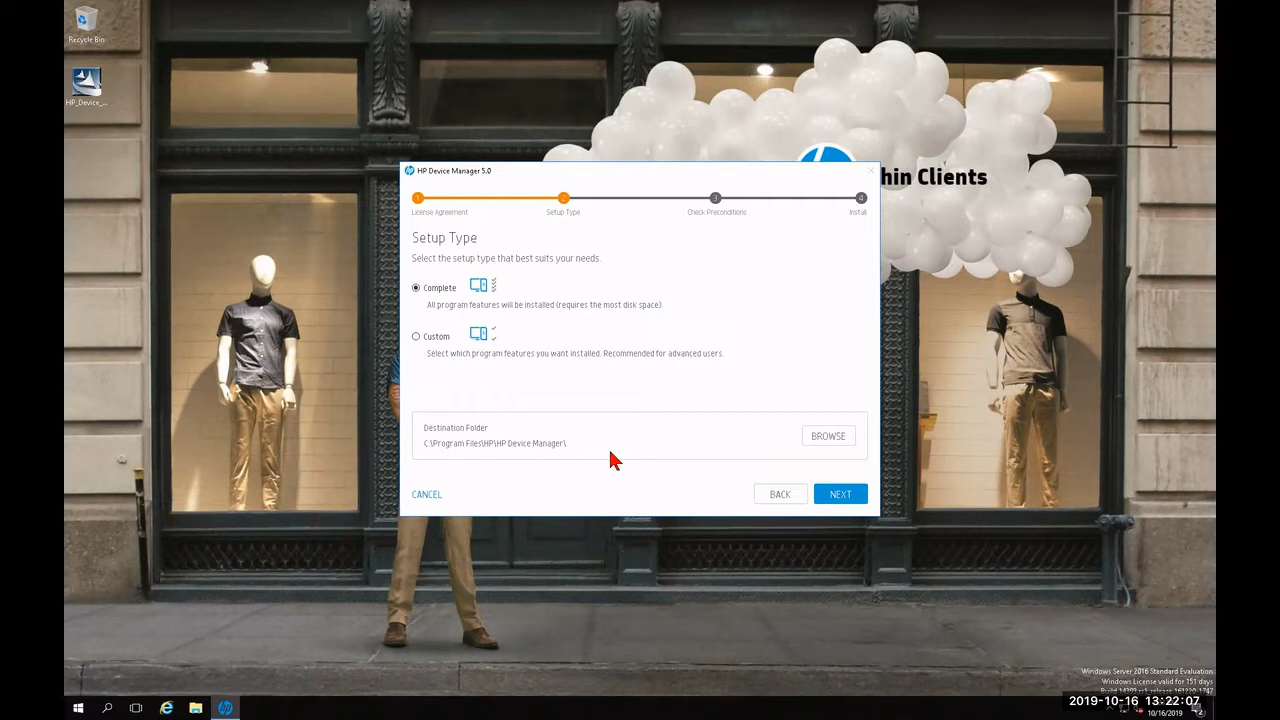 Recycle Bin
HP_Device_...
hin Clients
HP Device Manager 5.0
1 2 3 4
License Agreement Setup Type Check Preconditions Install
Setup Type
Select the setup type that best suits your needs.
Complete
All program features will be installed (requires the most disk space).
Custom
Select which program features you want installed. Recommended for advanced users.
Destination Folder
C:\Program Files\HP\HP Device Manager\
BROWSE
CANCEL
BACK
NEXT
Windows Server 2016 Standard Evaluation
Windows License valid for 151 days
2019-10-16 13:22:07
10/16/2019